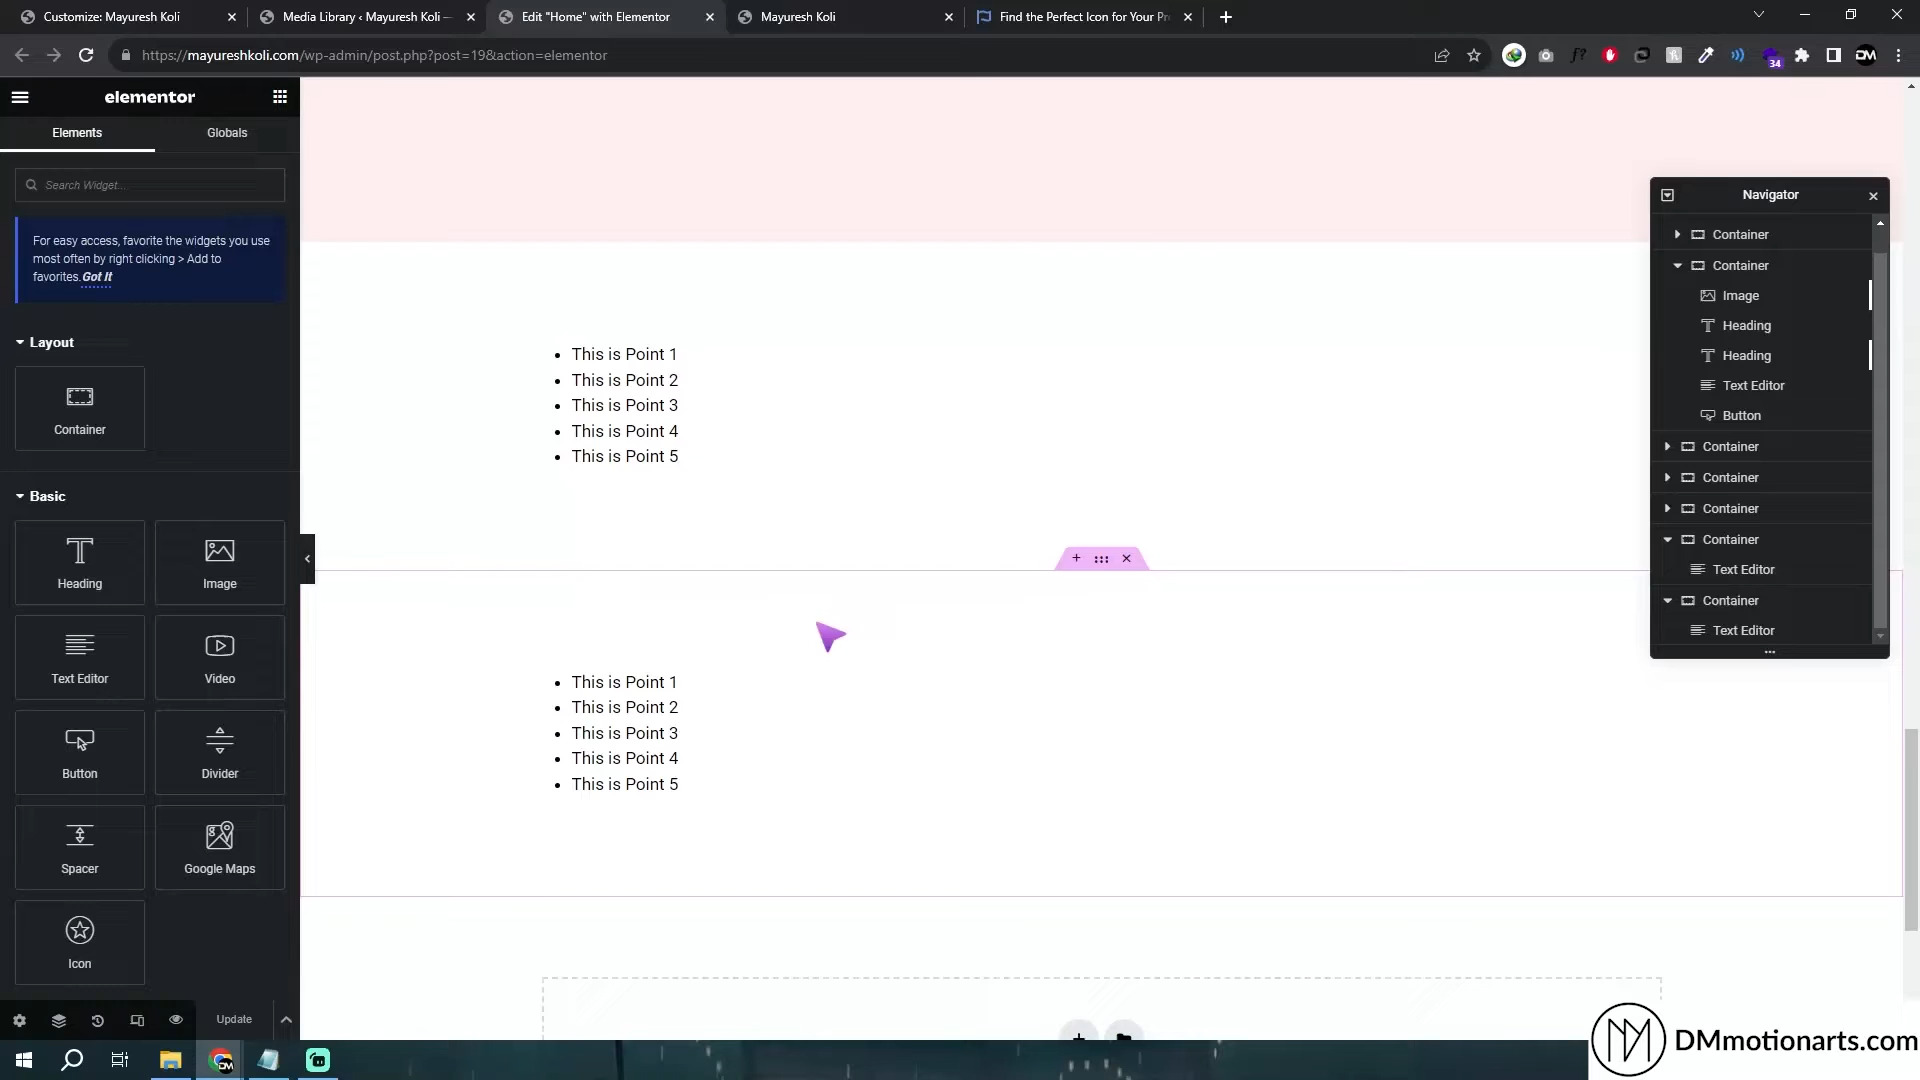 Customize: Mayuresh Koli
Media Library ‹ Mayuresh Koli —
Edit "Home" with Elementor
Mayuresh Koli
Find the Perfect Icon for Your Pr
https://mayureshkoli.com/wp-admin/post.php?post=19&action=elementor
f?
34
DM
elementor
Elements
Globals
Search Widget...
For easy access, favorite the widgets you use
most often by right clicking > Add to
favorites. Got It
Layout
Container
Basic
Heading
Image
Text Editor
Video
Button
Divider
Spacer
Google Maps
Icon
Update
This is Point 1
This is Point 2
This is Point 3
This is Point 4
This is Point 5
This is Point 1
This is Point 2
This is Point 3
This is Point 4
This is Point 5
Navigator
Container
Container
Image
Heading
Heading
Text Editor
Button
Container
Container
Container
Container
Text Editor
Container
Text Editor
DM
DMmotionarts.com